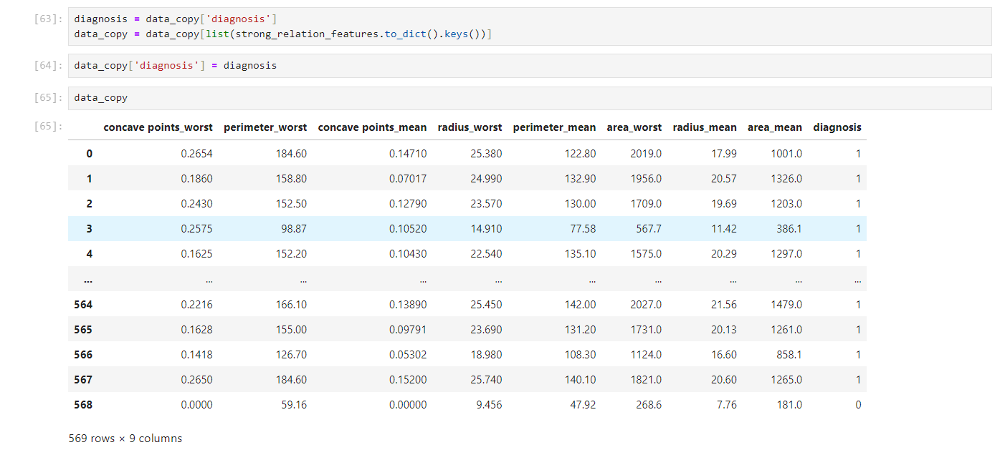 [63]: diagnosis = data_copy['diagnosis']
data_copy = data_copy[list(strong_relation_features.to_dict().keys())]
[64]: data_copy['diagnosis'] = diagnosis
[65]: data_copy
[65]: concave points_worst perimeter_worst concave points_mean radius_worst perimeter_mean area_worst radius_mean area_mean diagnosis
0 0.2654 184.60 0.14710 25.380 122.80 2019.0 17.99 1001.0 1
1 0.1860 158.80 0.07017 24.990 132.90 1956.0 20.57 1326.0 1
2 0.2430 152.50 0.12790 23.570 130.00 1709.0 19.69 1203.0 1
3 0.2575 98.87 0.10520 14.910 77.58 567.7 11.42 386.1 1
4 0.1625 152.20 0.10430 22.540 135.10 1575.0 20.29 1297.0 1
... ... ... ... ... ... ... ... ... ...
564 0.2216 166.10 0.13890 25.450 142.00 2027.0 21.56 1479.0 1
565 0.1628 155.00 0.09791 23.690 131.20 1731.0 20.13 1261.0 1
566 0.1418 126.70 0.05302 18.980 108.30 1124.0 16.60 858.1 1
567 0.2650 184.60 0.15200 25.740 140.10 1821.0 20.60 1265.0 1
568 0.0000 59.16 0.00000 9.456 47.92 268.6 7.76 181.0 0
569 rows × 9 columns